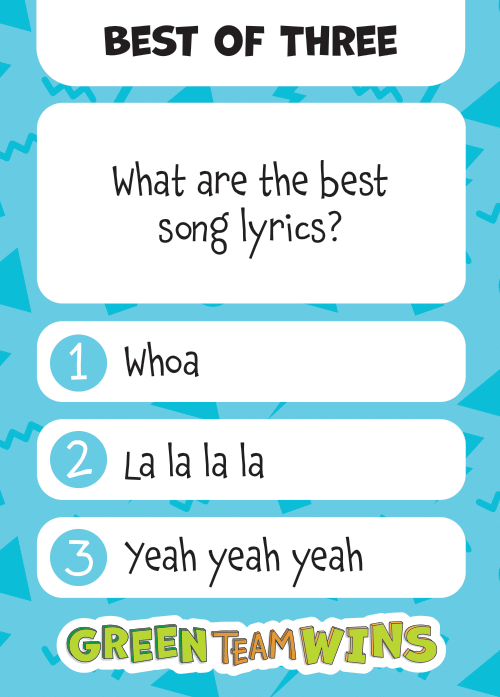 BEST OF THREE
What are the best
song lyrics?
1 Whoa
2 La la la la
3 Yeah yeah yeah
GREEN TEAM WINS